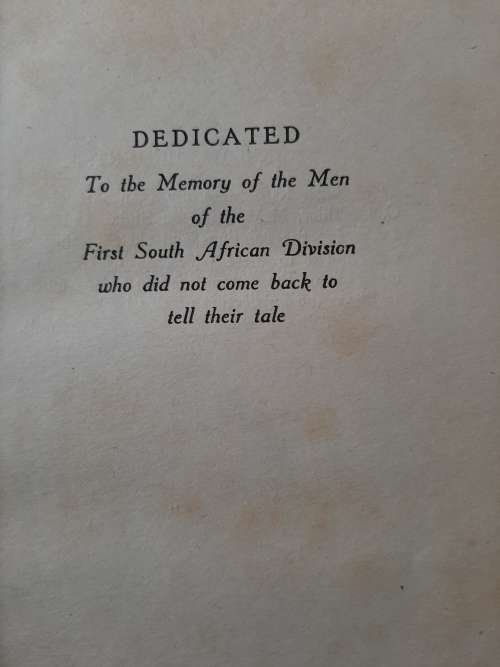 DEDICATED
To the Memory of the Men
of the
First South African Division
who did not come back to
tell their tale